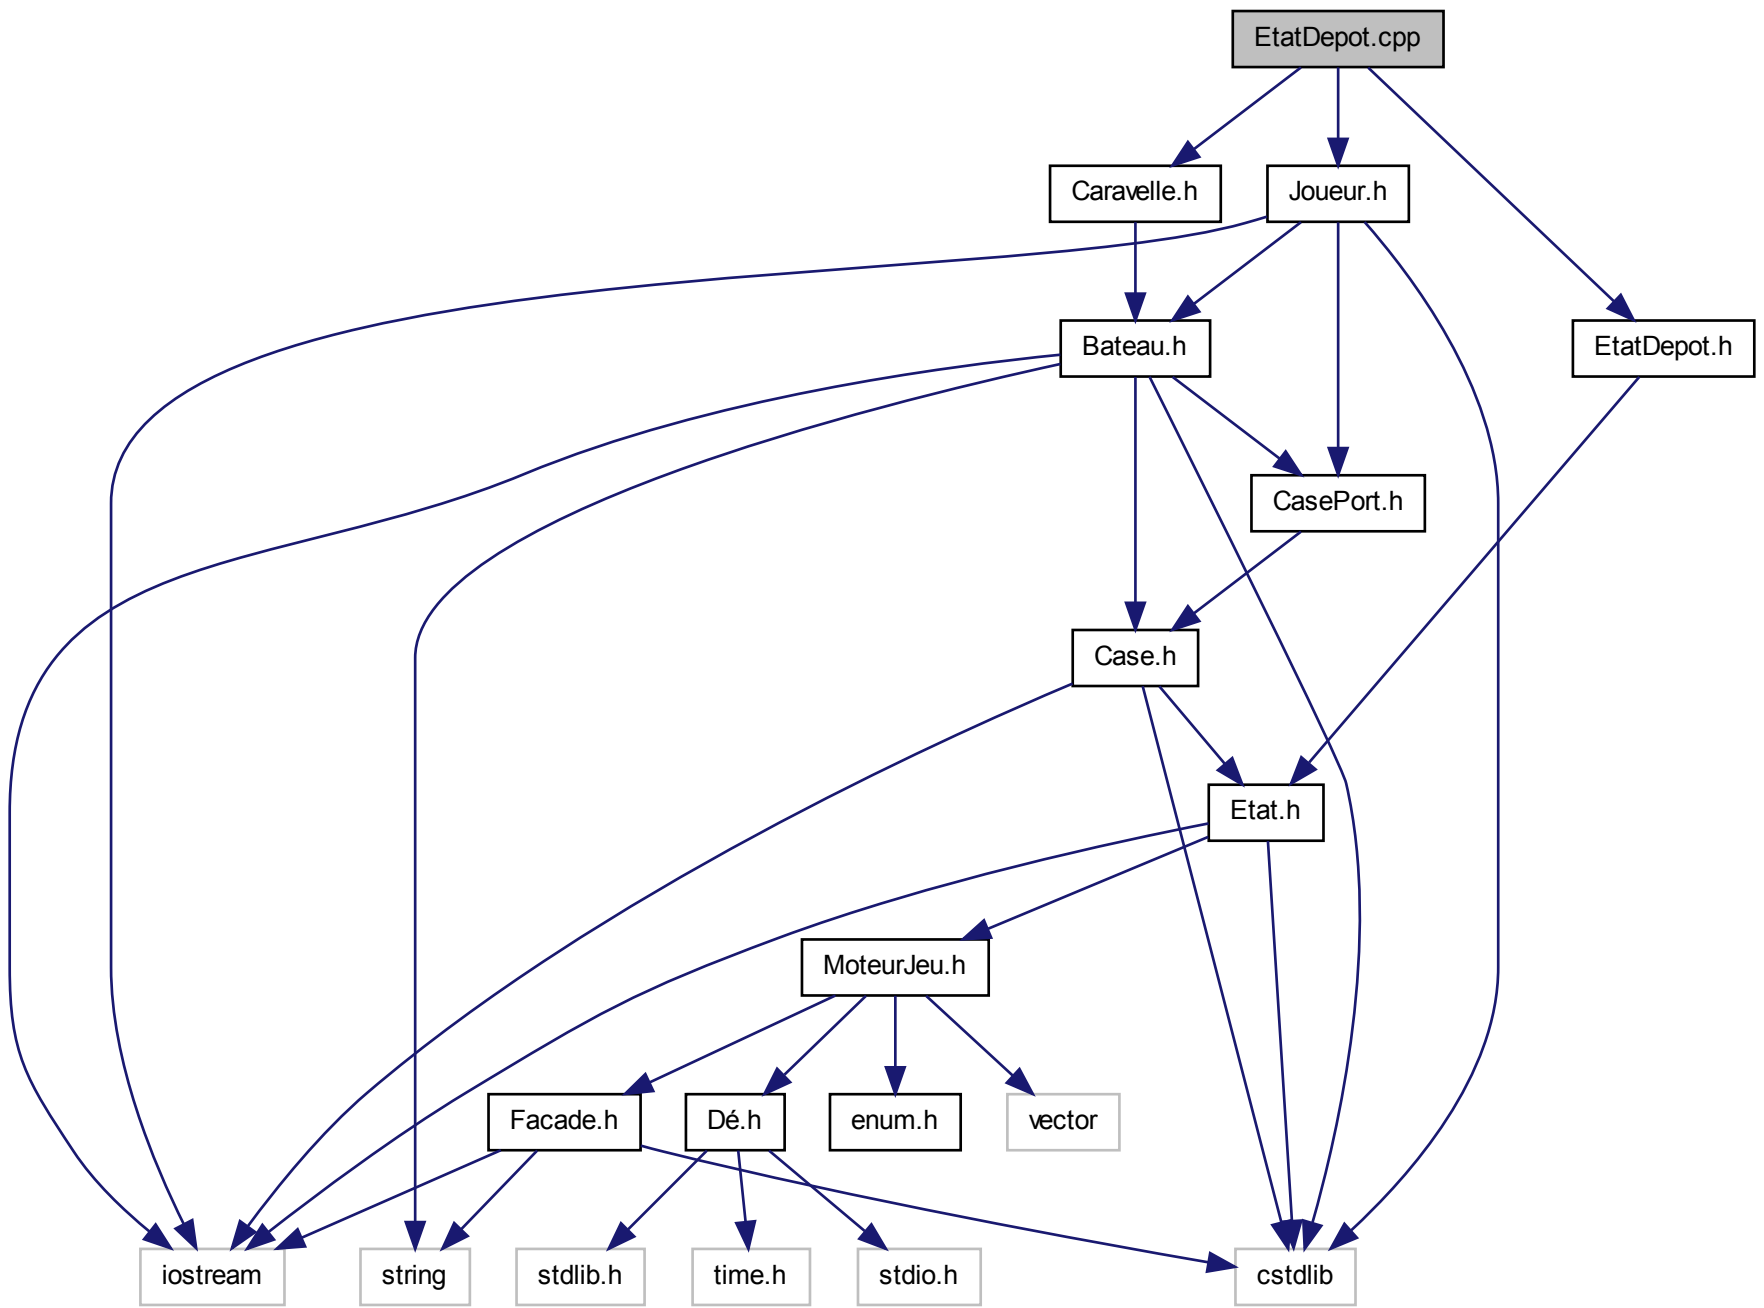 EtatDepot.cpp
Caravelle.h
Joueur.h
Bateau.h
EtatDepot.h
CasePort.h
Case.h
Etat.h
MoteurJeu.h
Facade.h
Dé.h
enum.h
vector
iostream
string
stdlib.h
time.h
stdio.h
cstdlib